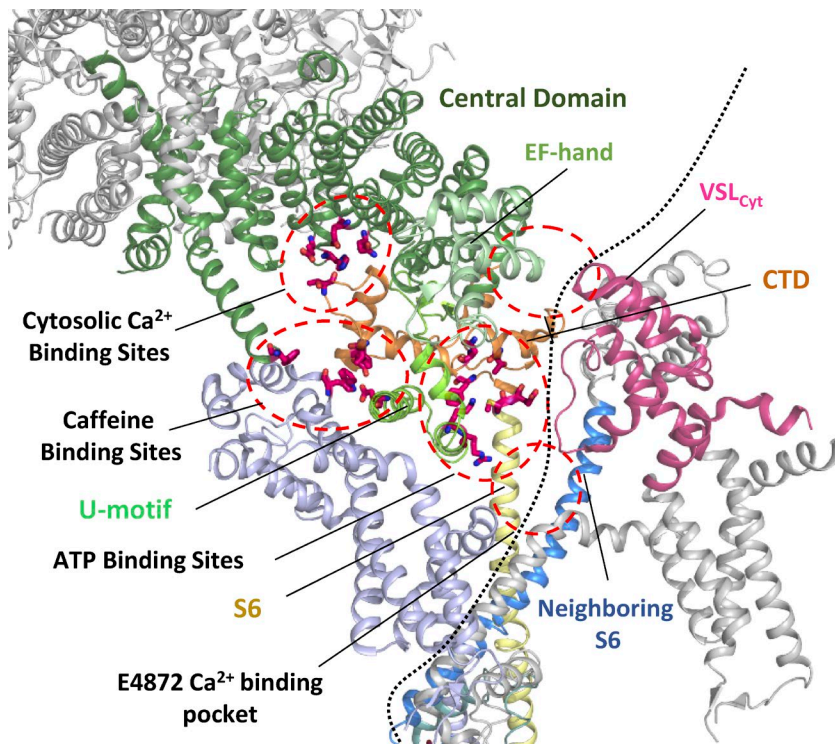 Central Domain
EF-hand
VSL Cyt
CTD
Cytosolic Ca²⁺
Binding Sites
Caffeine
Binding Sites
U-motif
ATP Binding Sites
S6
Neighboring
S6
E4872 Ca²⁺ binding
pocket